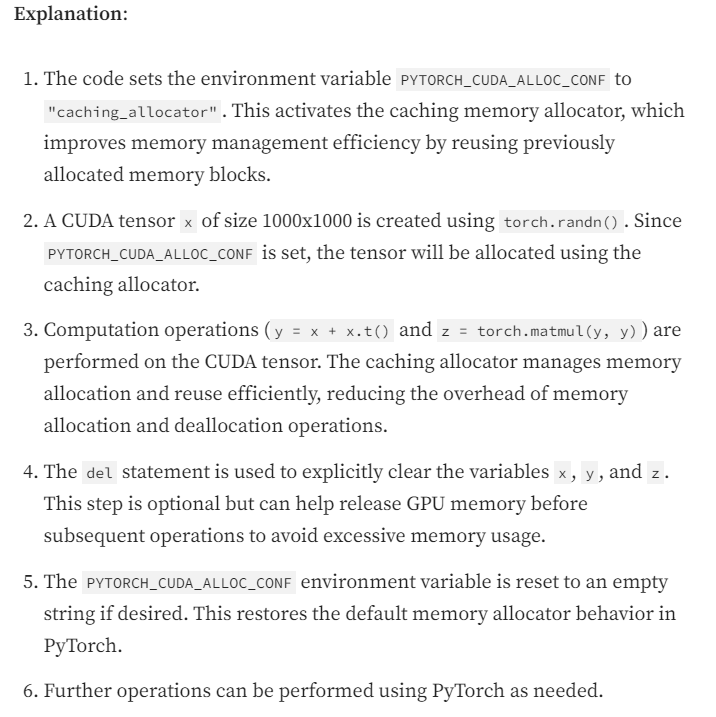 Explanation:
1. The code sets the environment variable PYTORCH_CUDA_ALLOC_CONF to
"caching_allocator". This activates the caching memory allocator, which
improves memory management efficiency by reusing previously
allocated memory blocks.
2. A CUDA tensor x of size 1000x1000 is created using torch.randn(). Since
PYTORCH_CUDA_ALLOC_CONF is set, the tensor will be allocated using the
caching allocator.
3. Computation operations (y = x + x.t() and z = torch.matmul(y, y)) are
performed on the CUDA tensor. The caching allocator manages memory
allocation and reuse efficiently, reducing the overhead of memory
allocation and deallocation operations.
4. The del statement is used to explicitly clear the variables x, y, and z.
This step is optional but can help release GPU memory before
subsequent operations to avoid excessive memory usage.
5. The PYTORCH_CUDA_ALLOC_CONF environment variable is reset to an empty
string if desired. This restores the default memory allocator behavior in
PyTorch.
6. Further operations can be performed using PyTorch as needed.